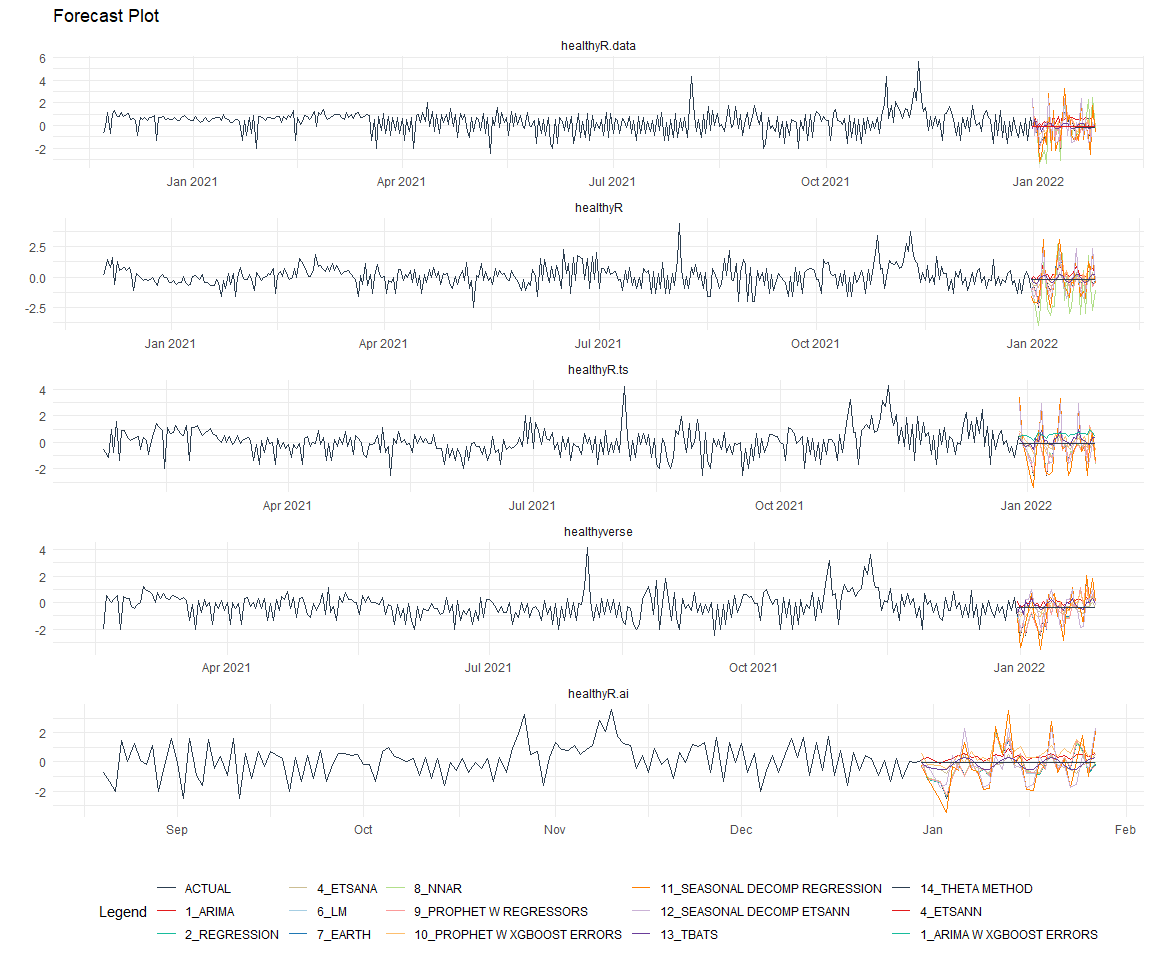 Forecast Plot
healthyR.data
6
4
2
0
-2
Jan 2021 Apr 2021 Jul 2021 Oct 2021 Jan 2022
healthyR
2.5
0.0
-2.5
Jan 2021 Apr 2021 Jul 2021 Oct 2021 Jan 2022
healthyR.ts
4
2
0
-2
Apr 2021 Jul 2021 Oct 2021 Jan 2022
healthyverse
4
2
0
-2
Apr 2021 Jul 2021 Oct 2021 Jan 2022
healthyR.ai
2
0
-2
Sep Oct Nov Dec Jan Feb
ACTUAL 4_ETSANA 8_NNAR 11_SEASONAL DECOMP REGRESSION 14_THETA METHOD
Legend 1_ARIMA 6_LM 9_PROPHET W REGRESSORS 12_SEASONAL DECOMP ETSANN 4_ETSANN
2_REGRESSION 7_EARTH 10_PROPHET W XGBOOST ERRORS 13_TBATS 1_ARIMA W XGBOOST ERRORS